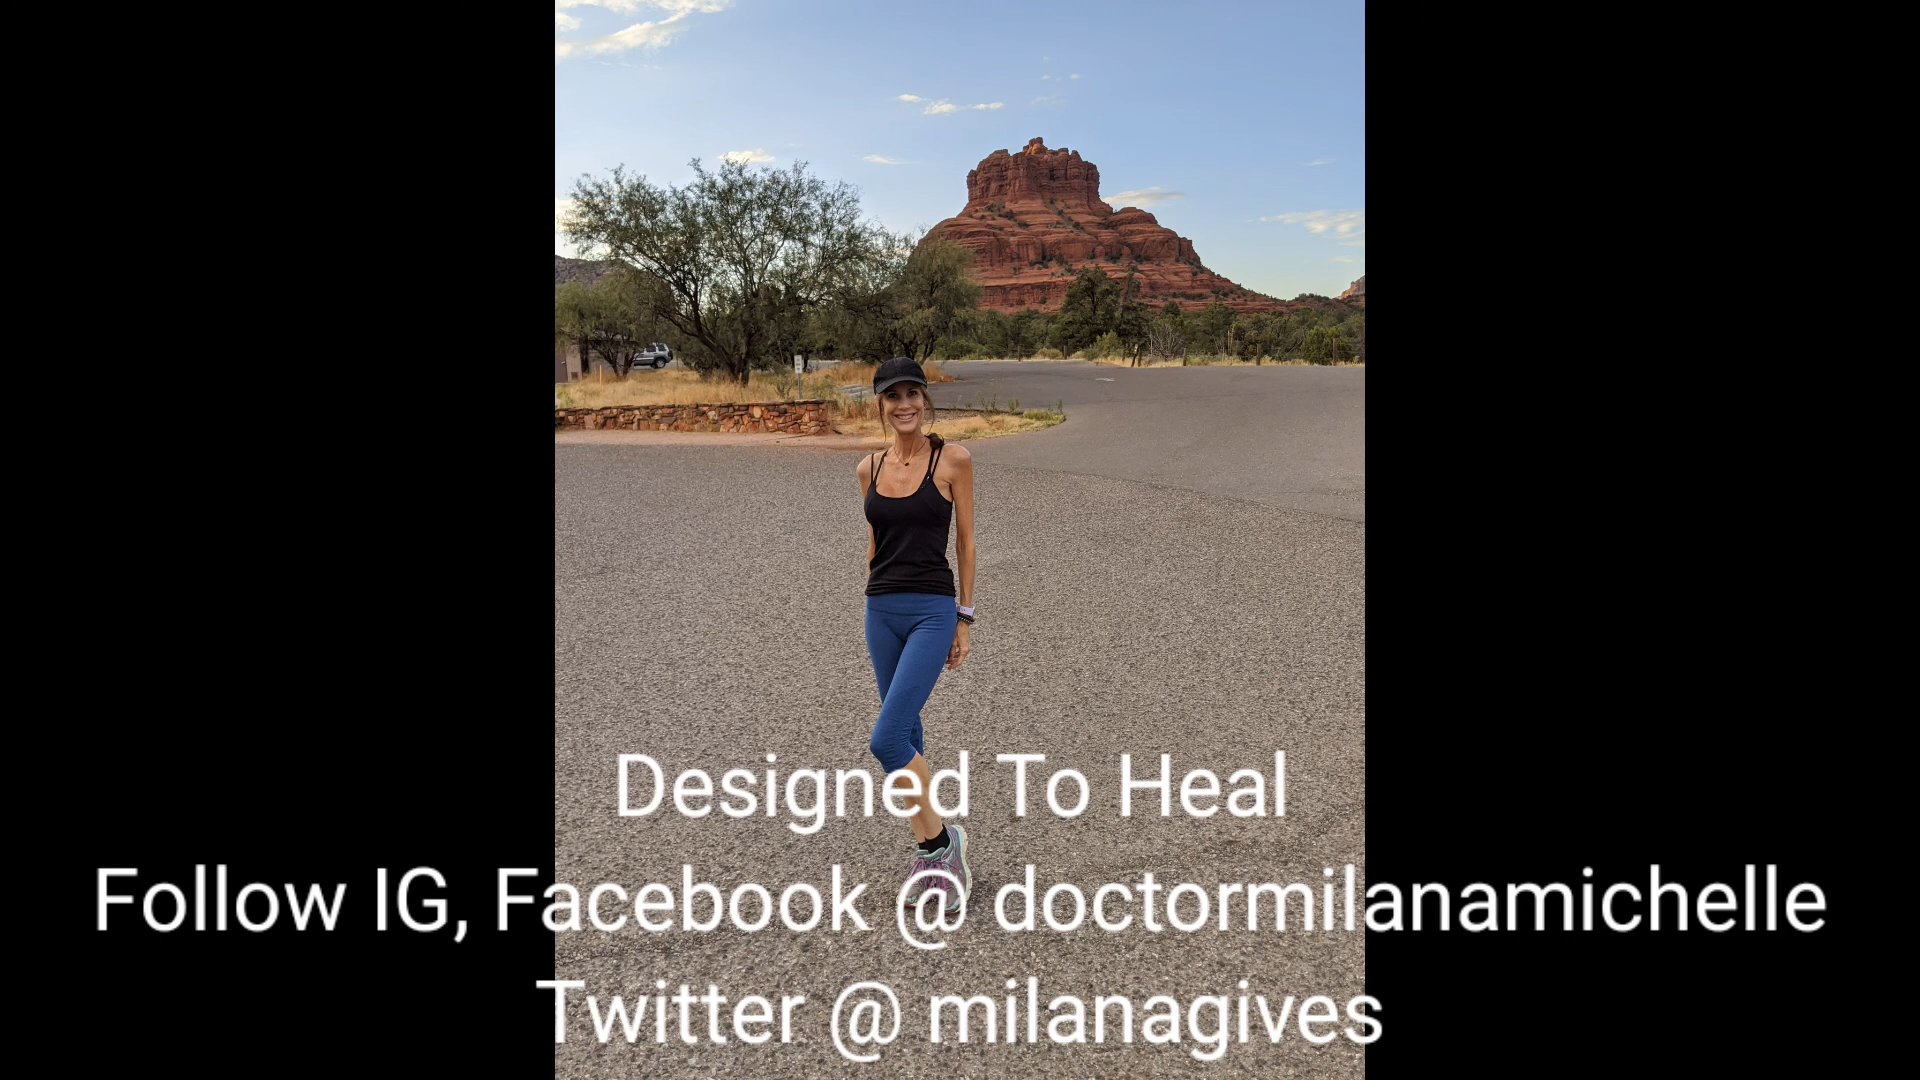 Designed To Heal
Follow IG, Facebook @ doctormilanamichelle
Twitter @ milanagives